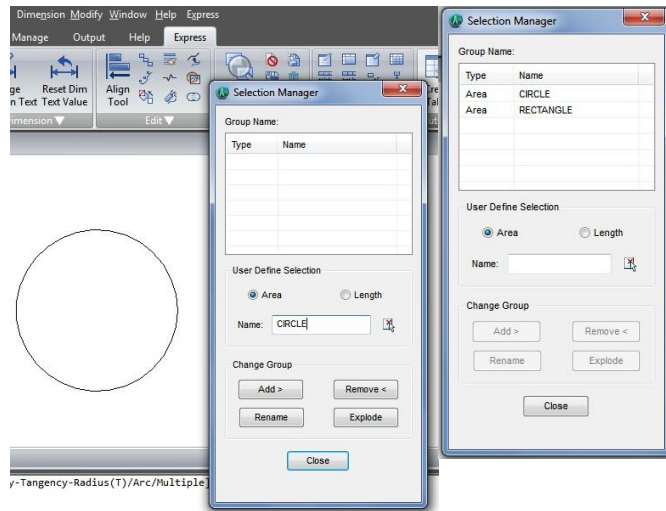 Dimension Modify Window Help Express
Manage Output Help Express
Reset Dim Align
n Text Text Value Tool
Edit
Selection Manager
Group Name:
Type Name
User Define Selection
Area Length
Name: CIRCLE
Change Group
Add > Remove <
Rename Explode
Close
y-Tangency-Radius(T)/Arc/Multiple]
Selection Manager
Group Name:
Type Name
Area CIRCLE
Area RECTANGLE
User Define Selection
Area Length
Name:
Change Group
Add > Remove <
Rename Explode
Close